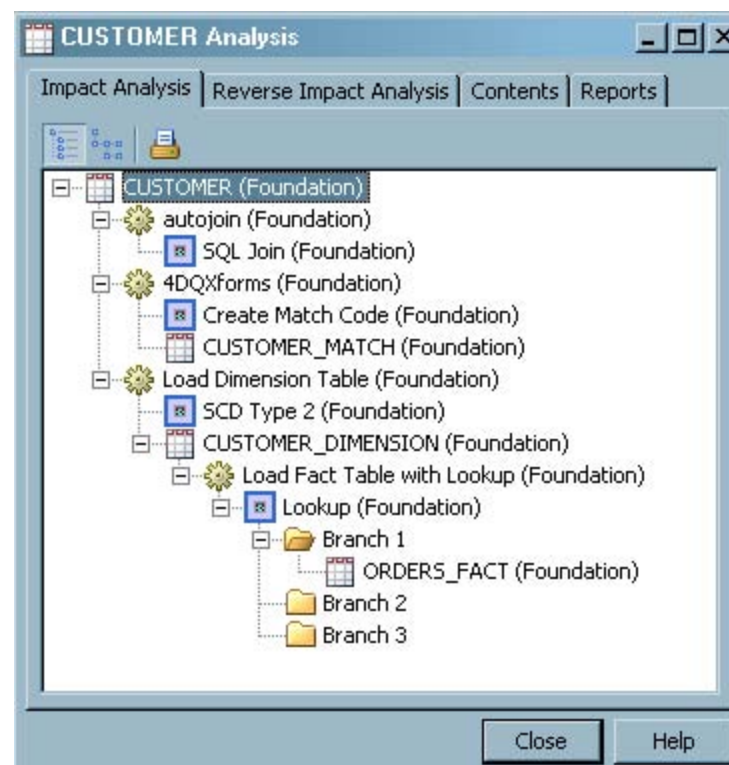 CUSTOMER Analysis
Impact Analysis Reverse Impact Analysis Contents Reports
CUSTOMER (Foundation)
autojoin (Foundation)
SQL Join (Foundation)
4DQXforms (Foundation)
Create Match Code (Foundation)
CUSTOMER_MATCH (Foundation)
Load Dimension Table (Foundation)
SCD Type 2 (Foundation)
CUSTOMER_DIMENSION (Foundation)
Load Fact Table with Lookup (Foundation)
Lookup (Foundation)
Branch 1
ORDERS_FACT (Foundation)
Branch 2
Branch 3
Close Help